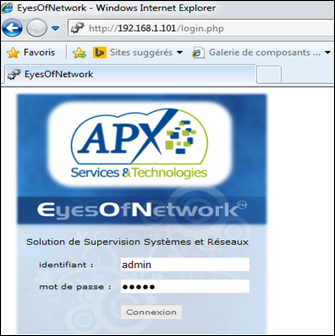 EyesOfNetwork - Windows Internet Explorer
http://192.168.1.101/login.php
Favoris
Sites suggérés
Galerie de composants ...
EyesOfNetwork
APX
Services & Technologies
EyesOfNetwork
Solution de Supervision Systèmes et Réseaux
identifiant :
admin
mot de passe :
●●●●●
Connexion